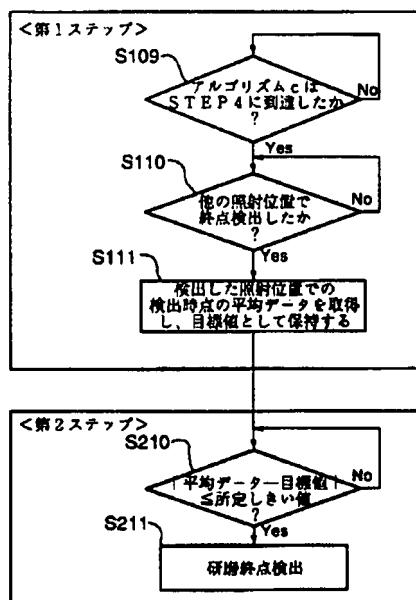 <第1ステップ>
S109
アルゴリズムcは
STEP4に到達したか
?
No
Yes
S110
他の照射位置で
終点検出したか
?
No
Yes
S111
検出した照射位置での
検出時点の平均データを取得
し、目標値として保持する
<第2ステップ>
S210
|平均データ―目標値|
≦所定しきい値
?
No
Yes
S211
研磨終点検出